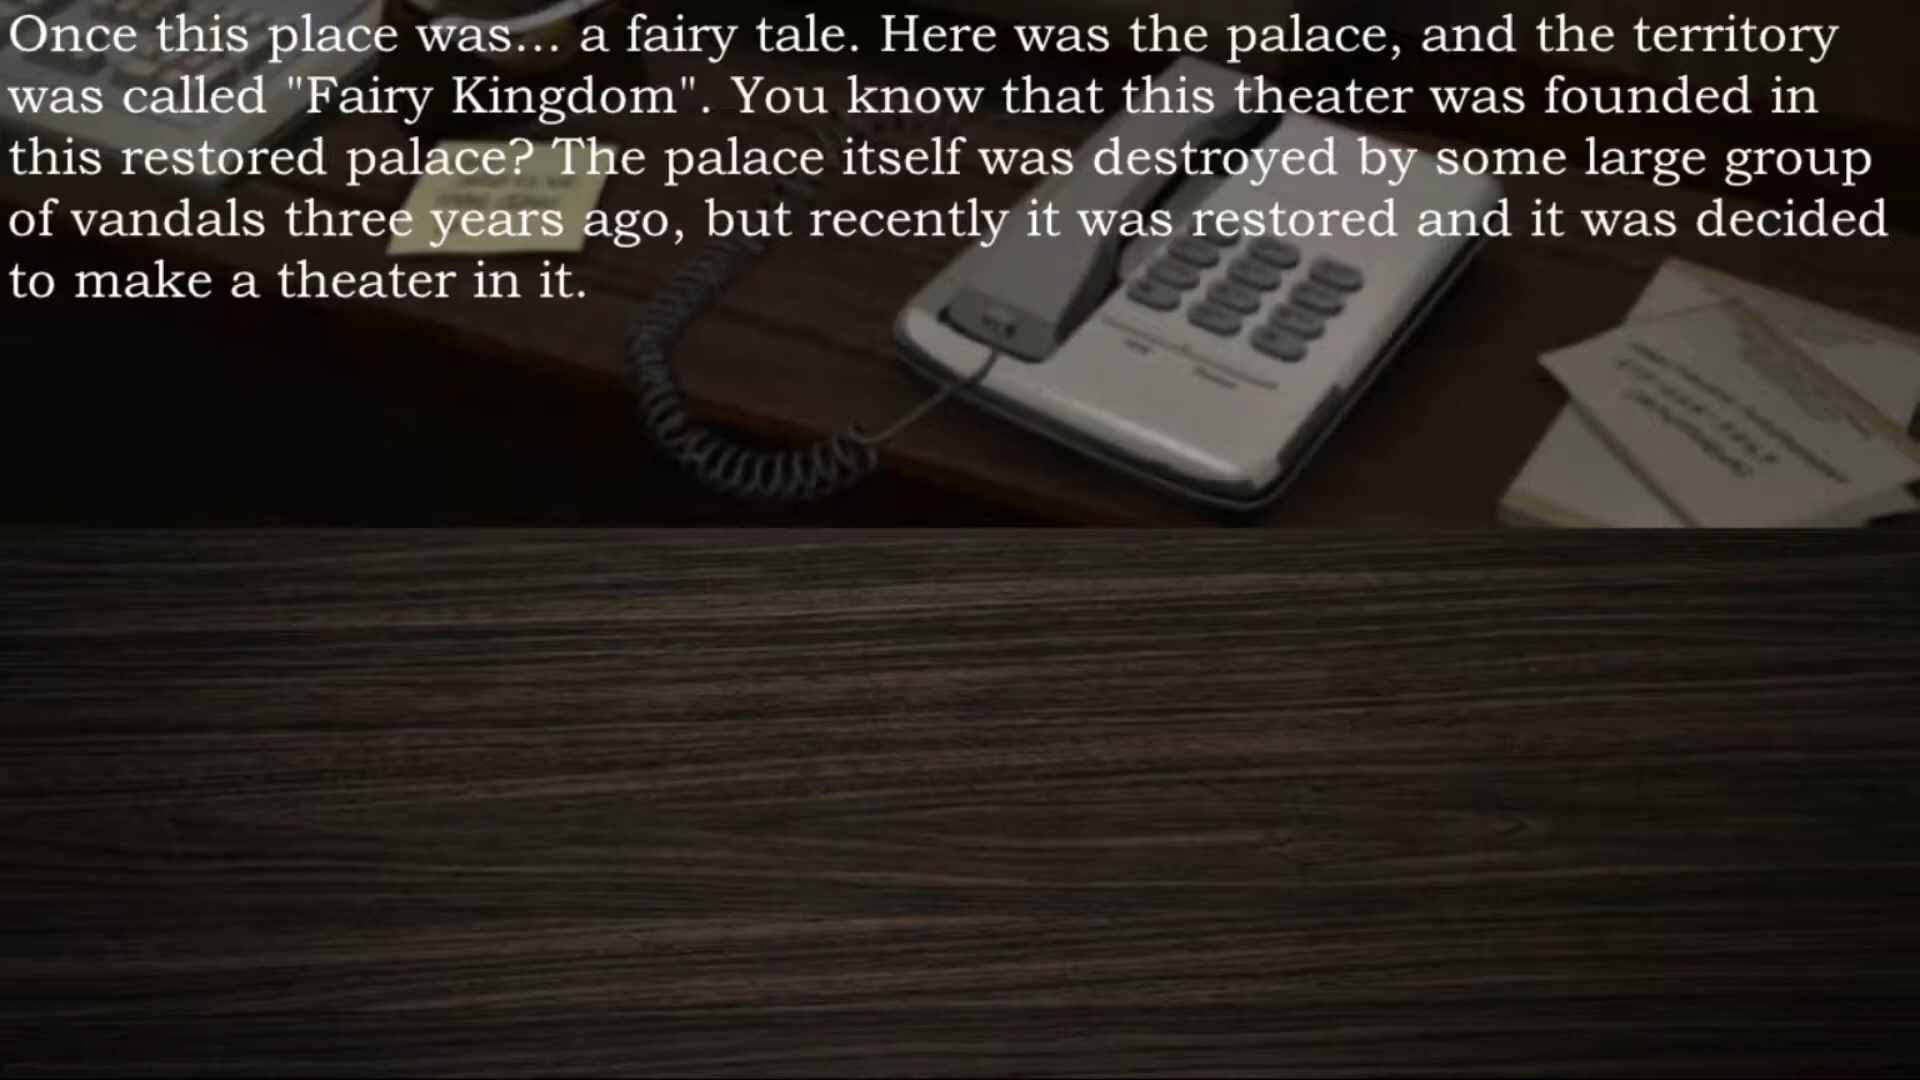 Once this place was... a fairy tale. Here was the palace, and the territory
was called "Fairy Kingdom". You know that this theater was founded in
this restored palace? The palace itself was destroyed by some large group
of vandals three years ago, but recently it was restored and it was decided
to make a theater in it.